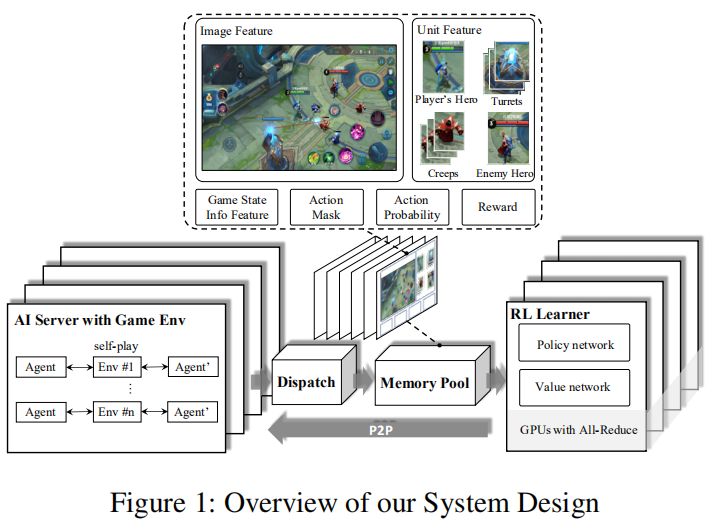 Image Feature
Unit Feature
Player's Hero
Turrets
Creeps
Enemy Hero
Game State
Info Feature
Action
Mask
Action
Probability
Reward
AI Server with Game Env
self-play
Agent
Env #1
Agent'
⋮
Agent
Env #n
Agent'
Dispatch
Memory Pool
RL Learner
Policy network
Value network
GPUs with All-Reduce
P2P
Figure 1: Overview of our System Design